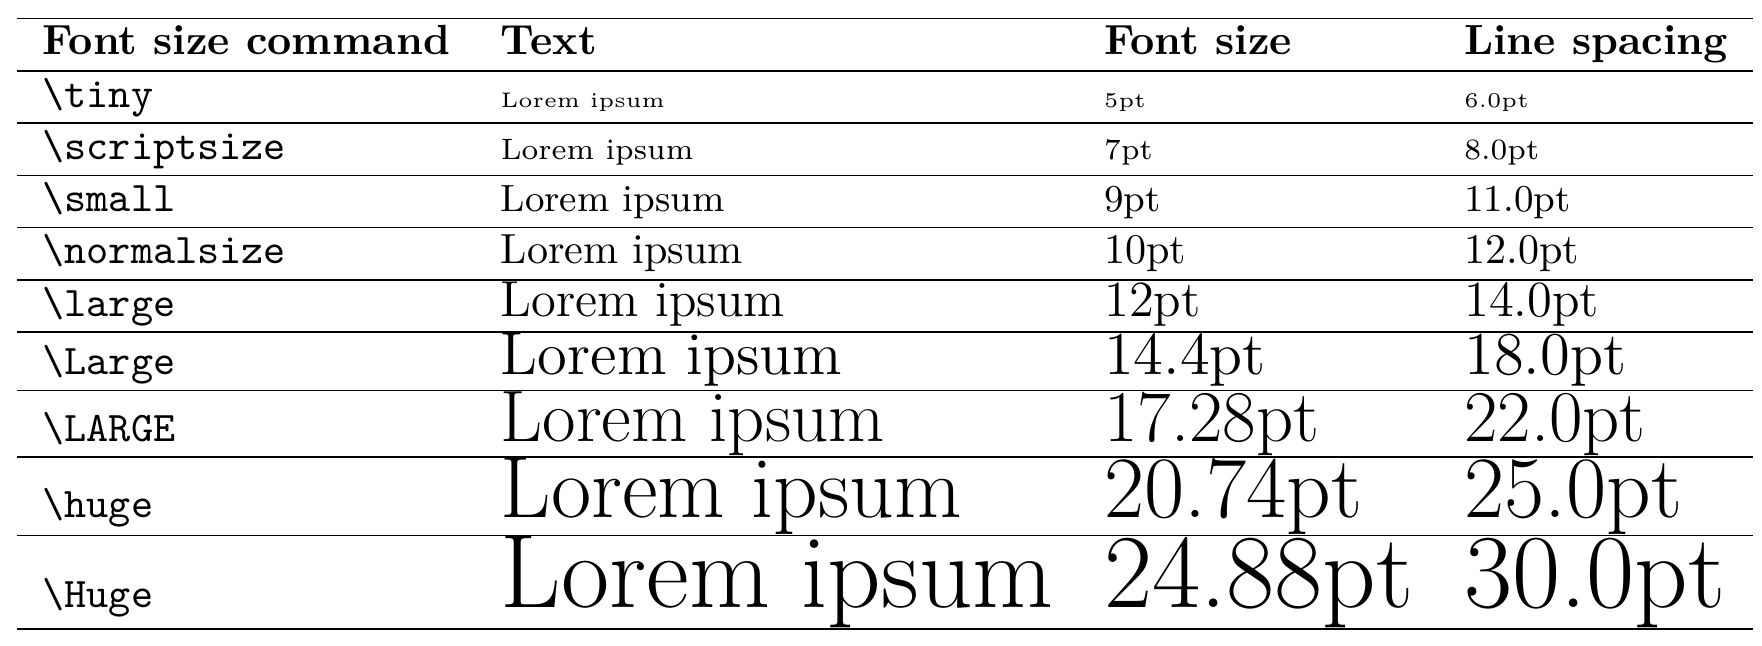 Font size command Text Font size Line spacing
\tiny Lorem ipsum 5pt 6.0pt
\scriptsize Lorem ipsum 7pt 8.0pt
\small Lorem ipsum 9pt 11.0pt
\normalsize Lorem ipsum 10pt 12.0pt
\large Lorem ipsum 12pt 14.0pt
\Large Lorem ipsum 14.4pt 18.0pt
\LARGE Lorem ipsum 17.28pt 22.0pt
\huge Lorem ipsum 20.74pt 25.0pt
\Huge Lorem ipsum 24.88pt 30.0pt